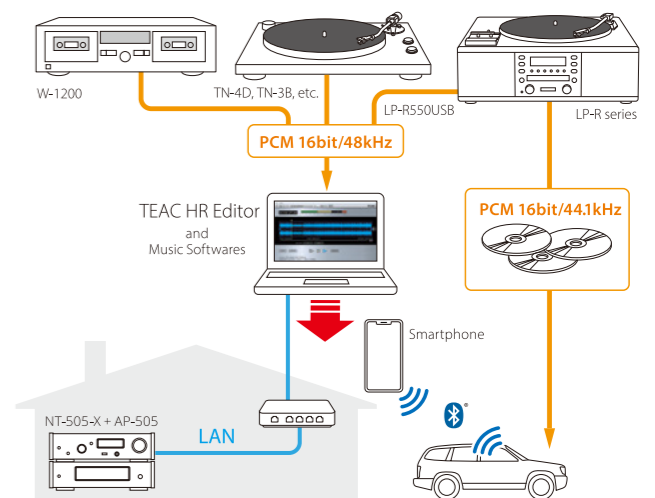 W-1200
TN-4D, TN-3B, etc.
LP-R550USB
LP-R series
PCM 16bit/48kHz
TEAC HR Editor
and
Music Softwares
PCM 16bit/44.1kHz
Smartphone
NT-505-X + AP-505
LAN